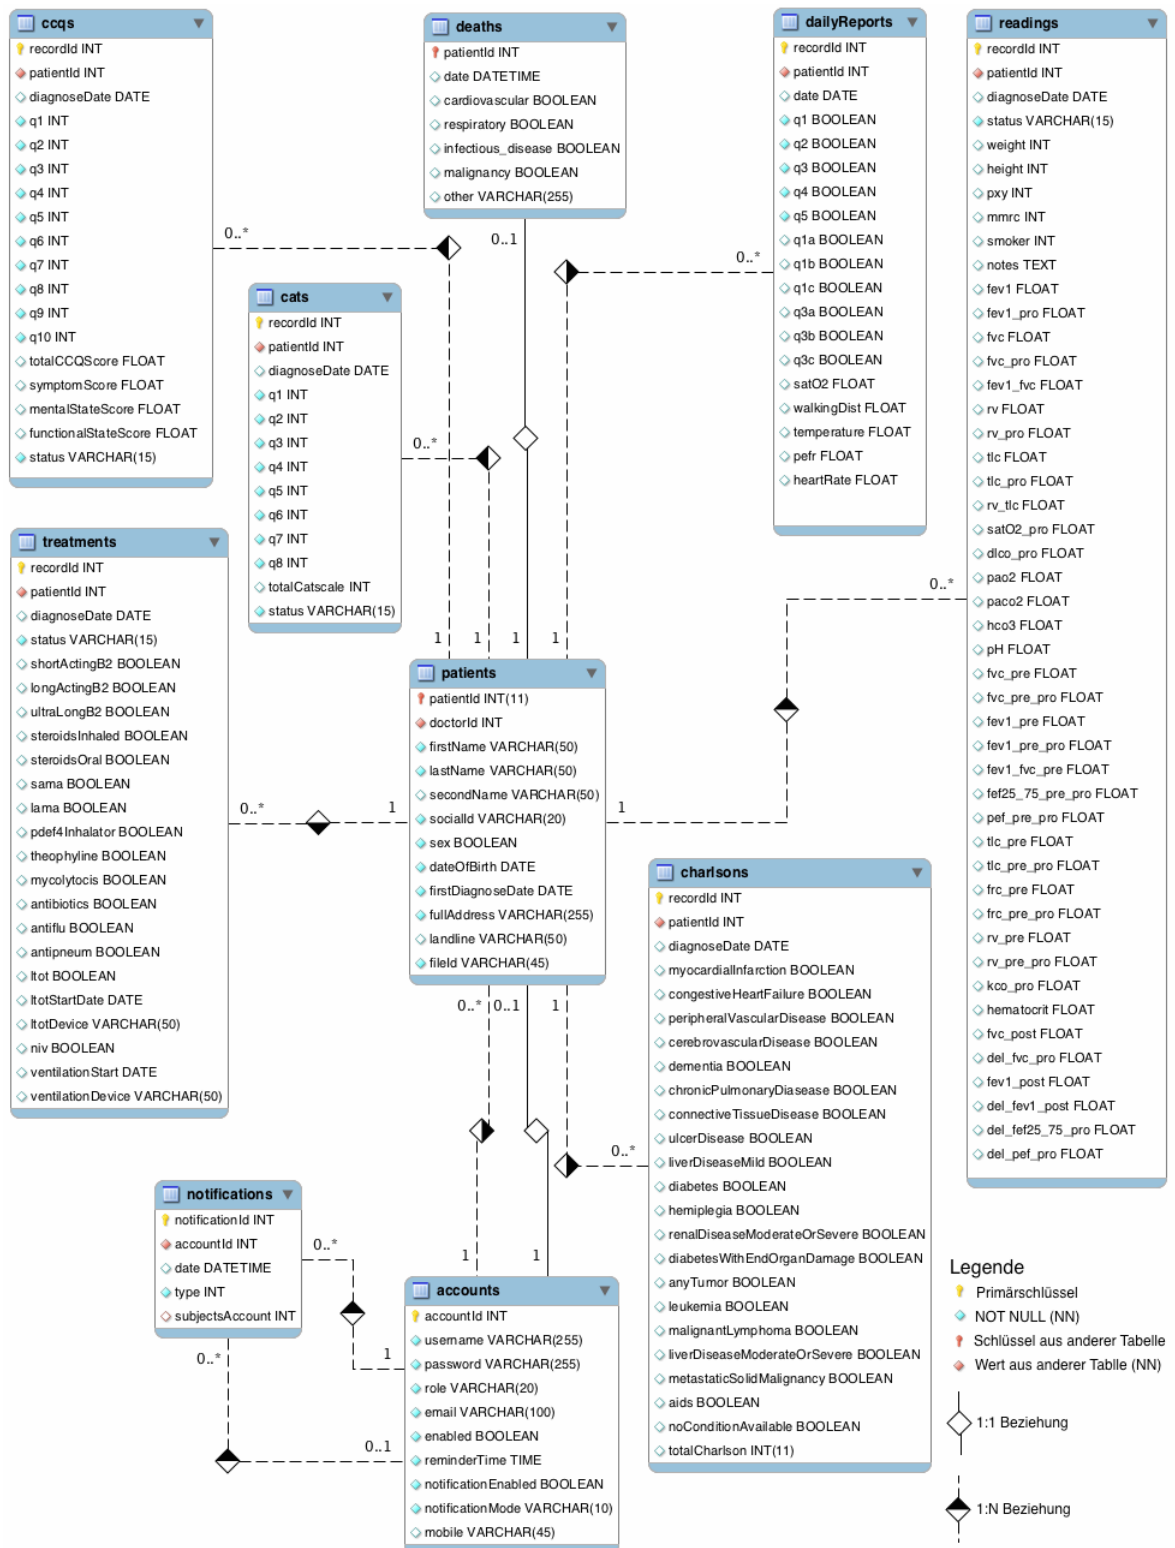 ccqs
recordId INT
patientId INT
diagnoseDate DATE
q1 INT
q2 INT
q3 INT
q4 INT
q5 INT
q6 INT
q7 INT
q8 INT
q9 INT
q10 INT
totalCCQScore FLOAT
symptomScore FLOAT
mentalStateScore FLOAT
functionalStateScore FLOAT
status VARCHAR(15)
0..*
deaths
patientId INT
date DATETIME
cardiovascular BOOLEAN
respiratory BOOLEAN
infectious_disease BOOLEAN
malignancy BOOLEAN
other VARCHAR(255)
0..1
dailyReports
recordId INT
patientId INT
date DATE
q1 BOOLEAN
q2 BOOLEAN
q3 BOOLEAN
q4 BOOLEAN
q5 BOOLEAN
q1a BOOLEAN
q1b BOOLEAN
q1c BOOLEAN
q3a BOOLEAN
q3b BOOLEAN
q3c BOOLEAN
satO2 FLOAT
walkingDist FLOAT
temperature FLOAT
pefr FLOAT
heartRate FLOAT
0..*
readings
recordId INT
patientId INT
diagnoseDate DATE
status VARCHAR(15)
weight INT
height INT
pxy INT
mmrc INT
smoker INT
notes TEXT
fev1 FLOAT
fev1_pro FLOAT
fvc FLOAT
fvc_pro FLOAT
fev1_fvc FLOAT
rv FLOAT
rv_pro FLOAT
tlc FLOAT
tlc_pro FLOAT
rv_tlc FLOAT
satO2_pro FLOAT
dlco_pro FLOAT
pao2 FLOAT
paco2 FLOAT
hco3 FLOAT
pH FLOAT
fvc_pre FLOAT
fvc_pre_pro FLOAT
fev1_pre FLOAT
fev1_pre_pro FLOAT
fev1_fvc_pre FLOAT
fef25_75_pre_pro FLOAT
pef_pre_pro FLOAT
tlc_pre FLOAT
tlc_pre_pro FLOAT
frc_pre FLOAT
frc_pre_pro FLOAT
rv_pre FLOAT
rv_pre_pro FLOAT
kco_pro FLOAT
hematocrit FLOAT
fvc_post FLOAT
del_fvc_pro FLOAT
fev1_post FLOAT
del_fev1_post FLOAT
del_fef25_75_pro FLOAT
del_pef_pro FLOAT
0..*
cats
recordId INT
patientId INT
diagnoseDate DATE
q1 INT
q2 INT
q3 INT
q4 INT
q5 INT
q6 INT
q7 INT
q8 INT
totalCatscale INT
status VARCHAR(15)
0..*
treatments
recordId INT
patientId INT
diagnoseDate DATE
status VARCHAR(15)
shortActingB2 BOOLEAN
longActingB2 BOOLEAN
ultraLongB2 BOOLEAN
steroidsInhaled BOOLEAN
steroidsOral BOOLEAN
sama BOOLEAN
lama BOOLEAN
pdef4Inhalator BOOLEAN
theophyline BOOLEAN
mycolytocis BOOLEAN
antibiotics BOOLEAN
antiflu BOOLEAN
antipneum BOOLEAN
ltot BOOLEAN
ltotStartDate DATE
ltotDevice VARCHAR(50)
niv BOOLEAN
ventilationStart DATE
ventilationDevice VARCHAR(50)
0..*
1
1
1
1
1
1
patients
patientId INT(11)
doctorId INT
firstName VARCHAR(50)
lastName VARCHAR(50)
secondName VARCHAR(50)
socialId VARCHAR(20)
sex BOOLEAN
dateOfBirth DATE
firstDiagnoseDate DATE
fullAddress VARCHAR(255)
landline VARCHAR(50)
fileId VARCHAR(45)
0..*
0..1
1
charlsons
recordId INT
patientId INT
diagnoseDate DATE
myocardialInfarction BOOLEAN
congestiveHeartFailure BOOLEAN
peripheralVascularDisease BOOLEAN
cerebrovascularDisease BOOLEAN
dementia BOOLEAN
chronicPulmonaryDiasease BOOLEAN
connectiveTissueDisease BOOLEAN
ulcerDisease BOOLEAN
liverDiseaseMild BOOLEAN
diabetes BOOLEAN
hemiplegia BOOLEAN
renalDiseaseModerateOrSevere BOOLEAN
diabetesWithEndOrganDamage BOOLEAN
anyTumor BOOLEAN
leukemia BOOLEAN
malignantLymphoma BOOLEAN
liverDiseaseModerateOrSevere BOOLEAN
metastaticSolidMalignancy BOOLEAN
aids BOOLEAN
noConditionAvailable BOOLEAN
totalCharlson INT(11)
0..*
notifications
notificationId INT
accountId INT
date DATETIME
type INT
subjectsAccount INT
0..*
0..*
1
1
1
0..1
accounts
accountId INT
username VARCHAR(255)
password VARCHAR(255)
role VARCHAR(20)
email VARCHAR(100)
enabled BOOLEAN
reminderTime TIME
notificationEnabled BOOLEAN
notificationMode VARCHAR(10)
mobile VARCHAR(45)
Legende
Primärschlüssel
NOT NULL (NN)
Schlüssel aus anderer Tabelle
Wert aus anderer Tablle (NN)
1:1 Beziehung
1:N Beziehung